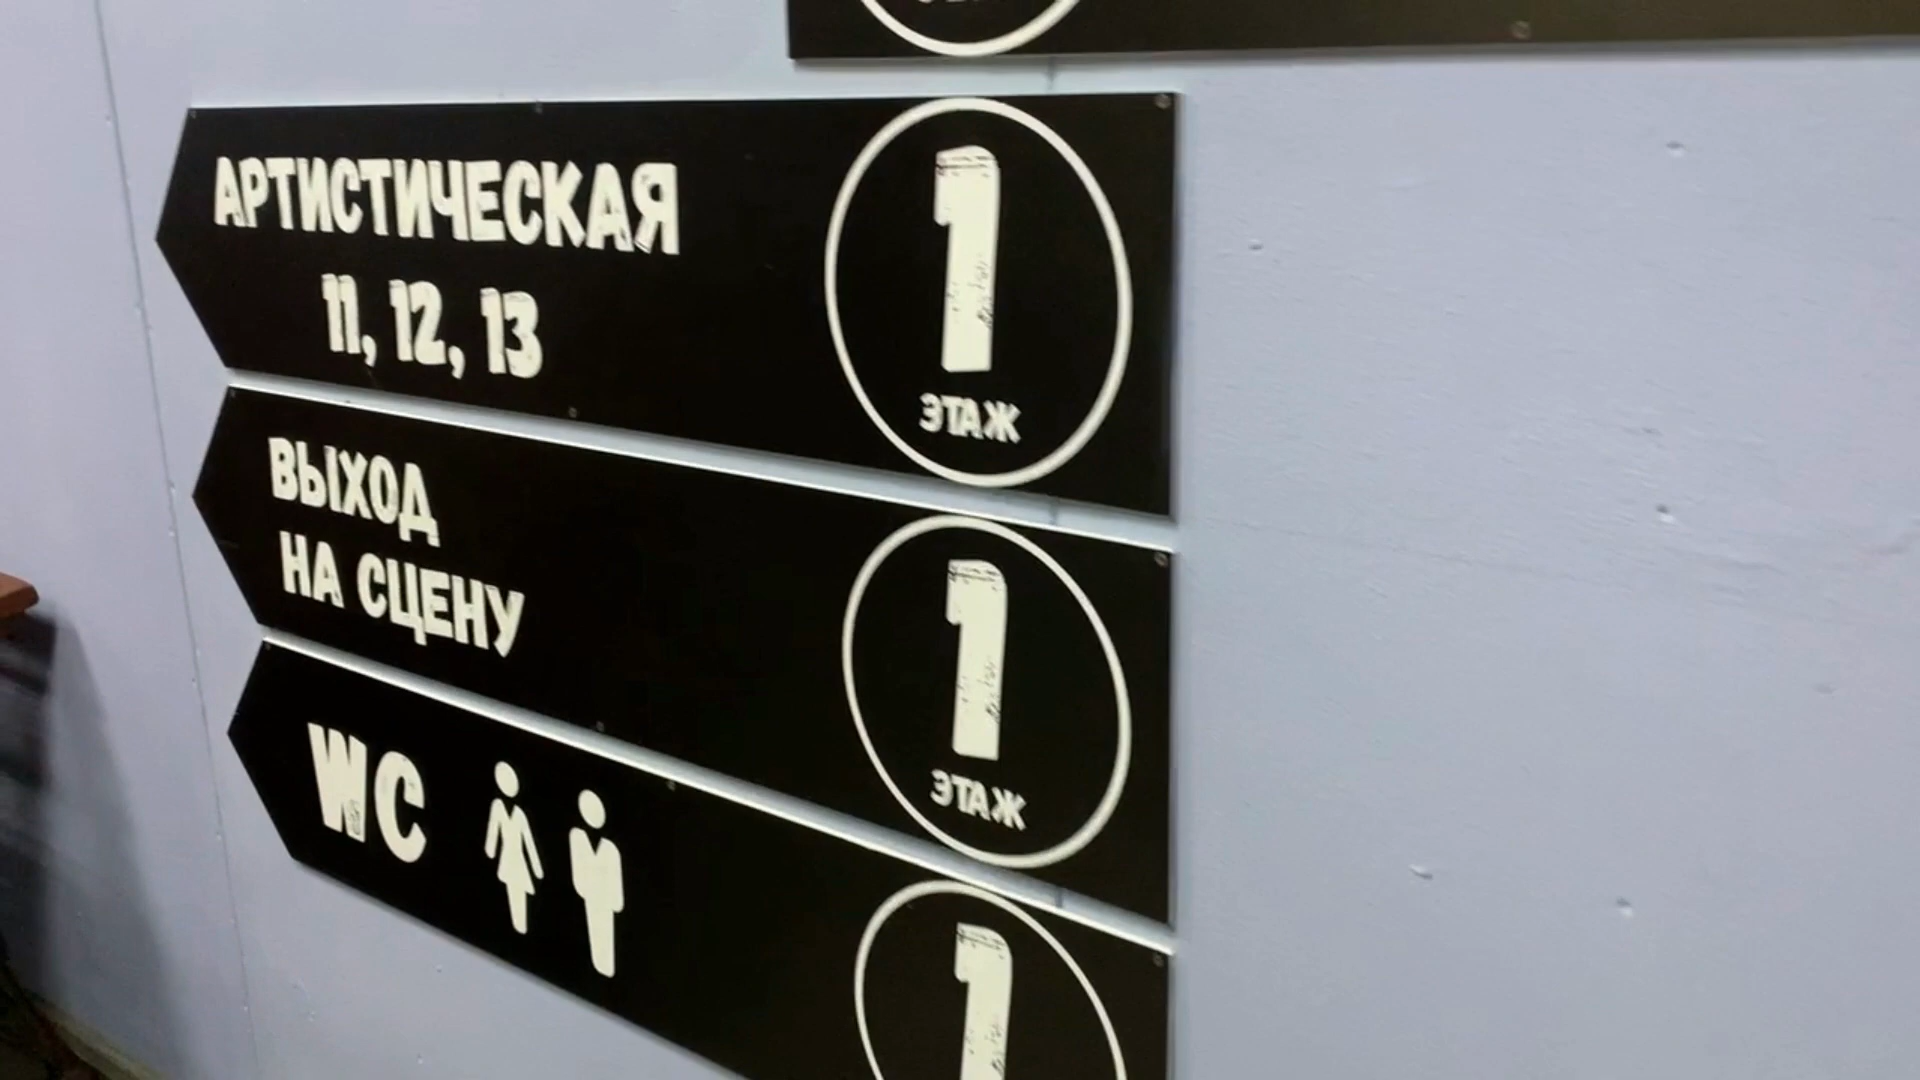 АРТИСТИЧЕСКАЯ
11, 12, 13
1
ЭТАЖ
ВЫХОД
НА СЦЕНУ
1
ЭТАЖ
WC
1